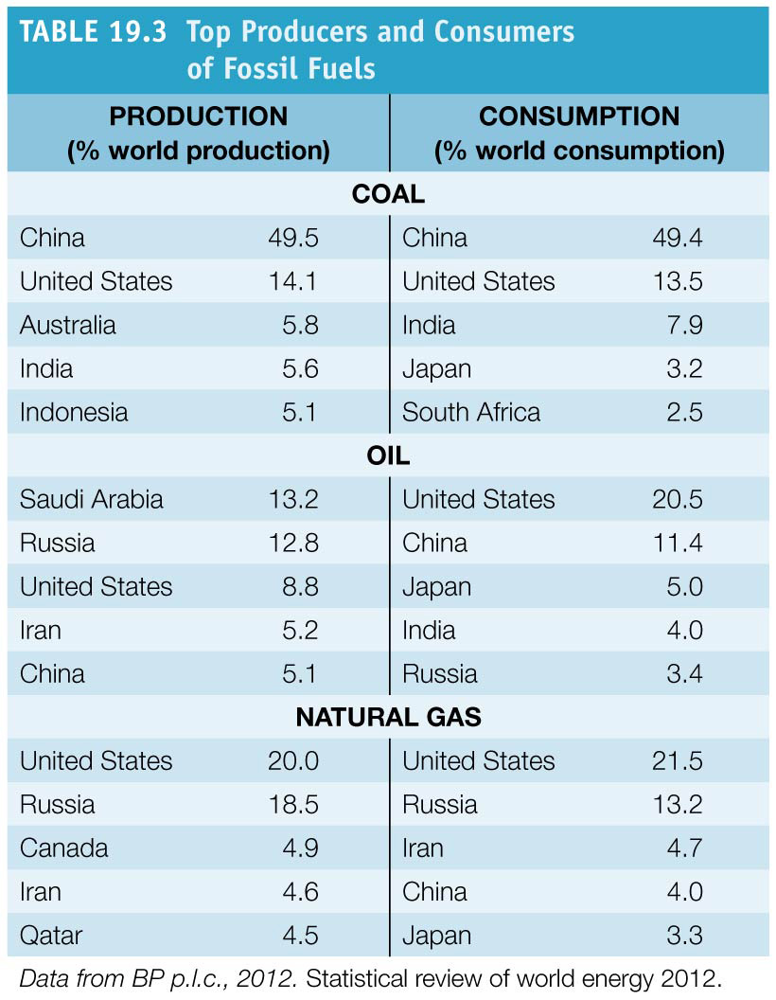 TABLE 19.3 Top Producers and Consumers
of Fossil Fuels
PRODUCTION CONSUMPTION
(% world production) (% world consumption)
COAL
China 49.5 China 49.4
United States 14.1 United States 13.5
Australia 5.8 India 7.9
India 5.6 Japan 3.2
Indonesia 5.1 South Africa 2.5
OIL
Saudi Arabia 13.2 United States 20.5
Russia 12.8 China 11.4
United States 8.8 Japan 5.0
Iran 5.2 India 4.0
China 5.1 Russia 3.4
NATURAL GAS
United States 20.0 United States 21.5
Russia 18.5 Russia 13.2
Canada 4.9 Iran 4.7
Iran 4.6 China 4.0
Qatar 4.5 Japan 3.3
Data from BP p.l.c., 2012. Statistical review of world energy 2012.